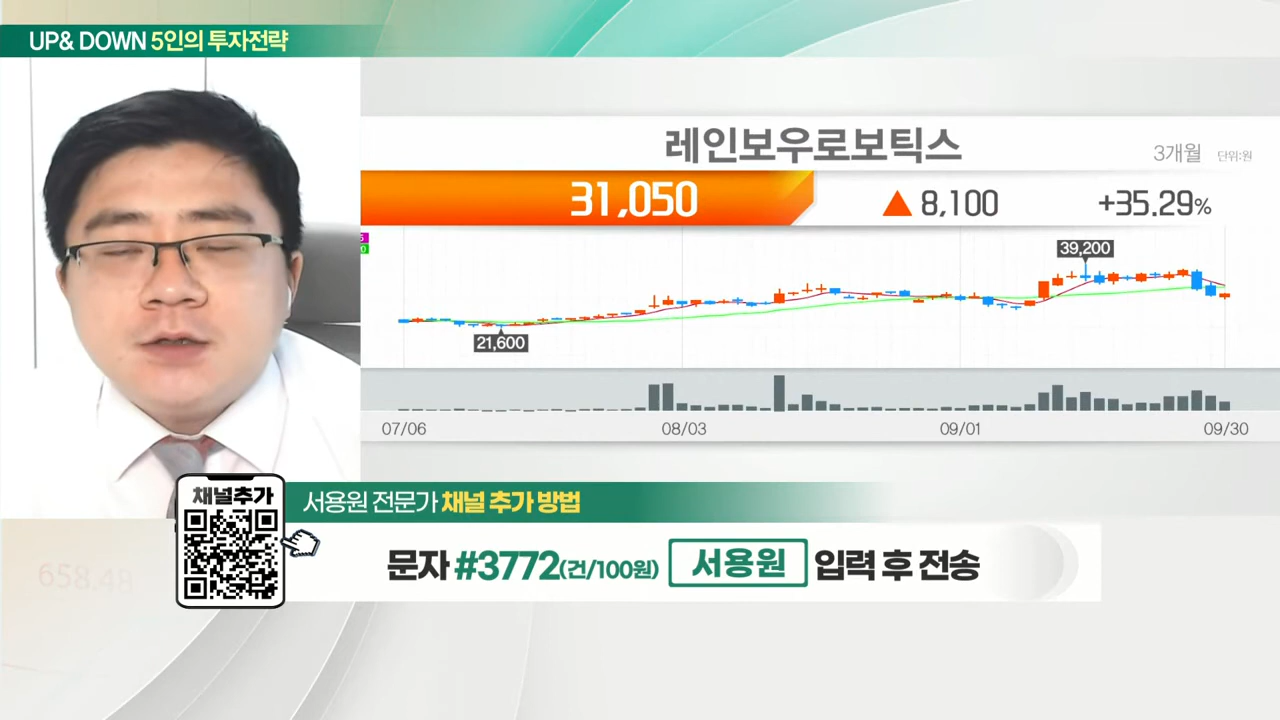 UP& DOWN 5인의 투자전략
레인보우로보틱스
3개월 단위:원
31,050 ▲ 8,100 +35.29%
39,200
21,600
07/06 08/03 09/01 09/30
채널추가
서용원 전문가 채널 추가 방법
문자 #3772(건/100원) 서용원 입력 후 전송
658.48